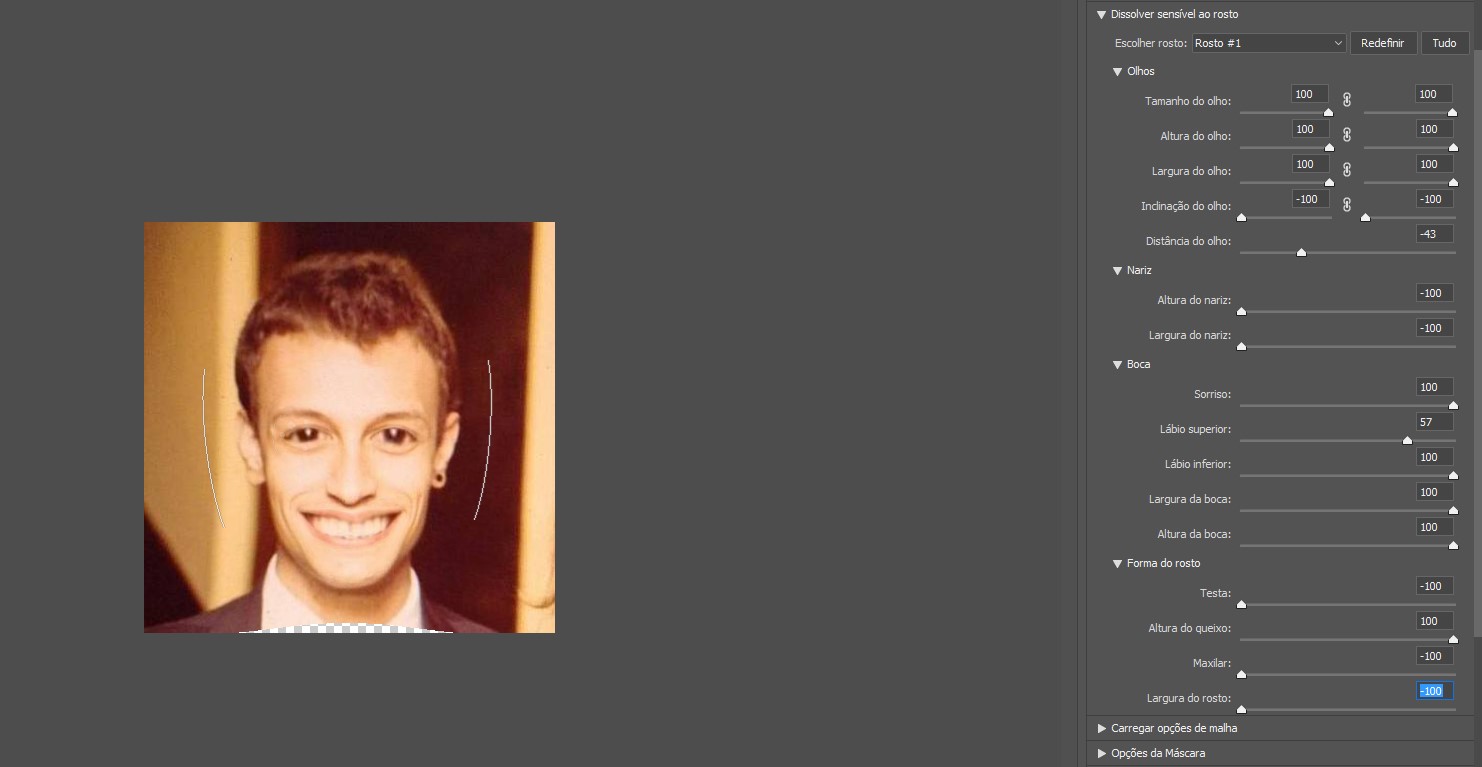 Dissolver sensível ao rosto
Escolher rosto: Rosto #1 Redefinir Tudo
Olhos
Tamanho do olho: 100 100
Altura do olho: 100 100
Largura do olho: 100 100
Inclinação do olho: -100 -100
Distância do olho: -43
Nariz
Altura do nariz: -100
Largura do nariz: -100
Boca
Sorriso: 100
Lábio superior: 57
Lábio inferior: 100
Largura da boca: 100
Altura da boca: 100
Forma do rosto
Testa: -100
Altura do queixo: 100
Maxilar: -100
Largura do rosto: -100
Carregar opções de malha
Opções da Máscara